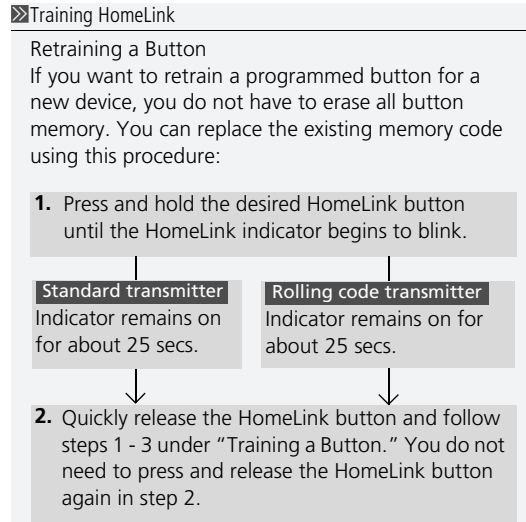 Training HomeLink
Retraining a Button
If you want to retrain a programmed button for a
new device, you do not have to erase all button
memory. You can replace the existing memory code
using this procedure:
1. Press and hold the desired HomeLink button
until the HomeLink indicator begins to blink.
Standard transmitter
Indicator remains on
for about 25 secs.
Rolling code transmitter
Indicator remains on for
about 25 secs.
2. Quickly release the HomeLink button and follow
steps 1 - 3 under “Training a Button.” You do not
need to press and release the HomeLink button
again in step 2.